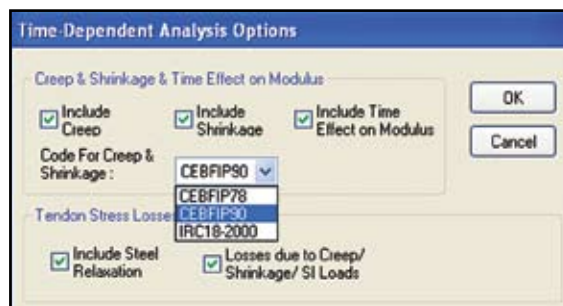 Time-Dependent Analysis Options
Creep & Shrinkage & Time Effect on Modulus
Include Creep
Include Shrinkage
Include Time Effect on Modulus
OK
Cancel
Code For Creep & Shrinkage :
CEBFIP90
CEBFIP78
CEBFIP90
IRC18-2000
Tendon Stress Losse
Include Steel Relaxation
Losses due to Creep/ Shrinkage/ SI Loads